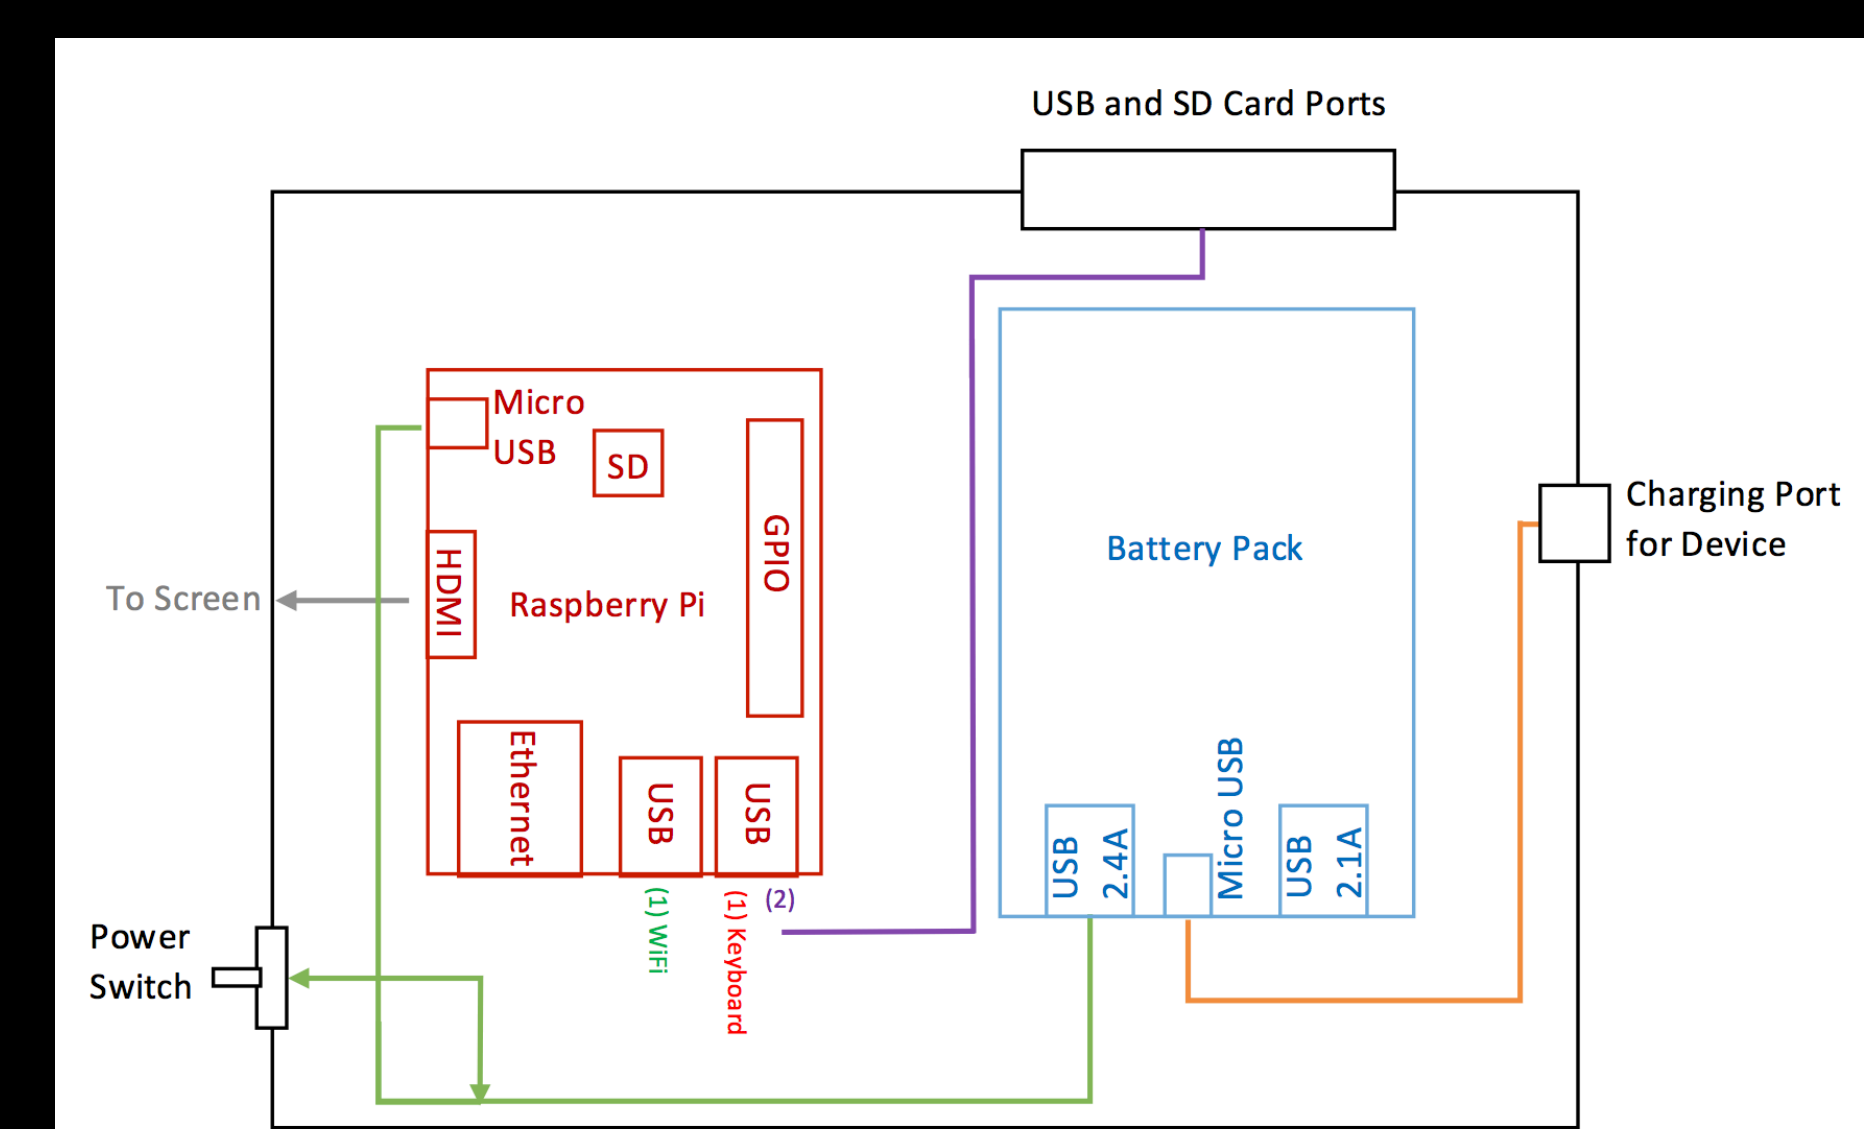 USB and SD Card Ports
Micro
USB
SD
GPIO
HDMI
Raspberry Pi
To Screen
Ethernet
USB
USB
(1) WiFi
(1) Keyboard
(2)
Power
Switch
Battery Pack
USB
2.4A
Micro USB
USB
2.1A
Charging Port
for Device